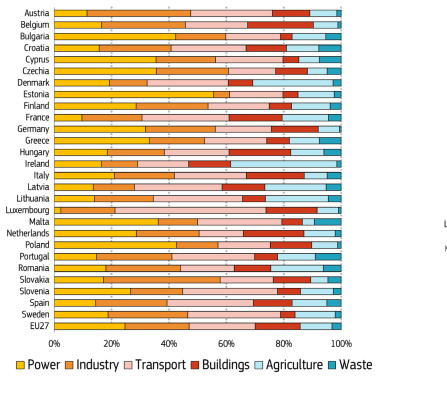 Austria
Belgium
Bulgaria
Croatia
Cyprus
Czechia
Denmark
Estonia
Finland
France
Germany
Greece
Hungary
Ireland
Italy
Latvia
Lithuania
Luxembourg
Malta
Netherlands
Poland
Portugal
Romania
Slovakia
Slovenia
Spain
Sweden
EU27
0% 20% 40% 60% 80% 100%
Power Industry Transport Buildings Agriculture Waste